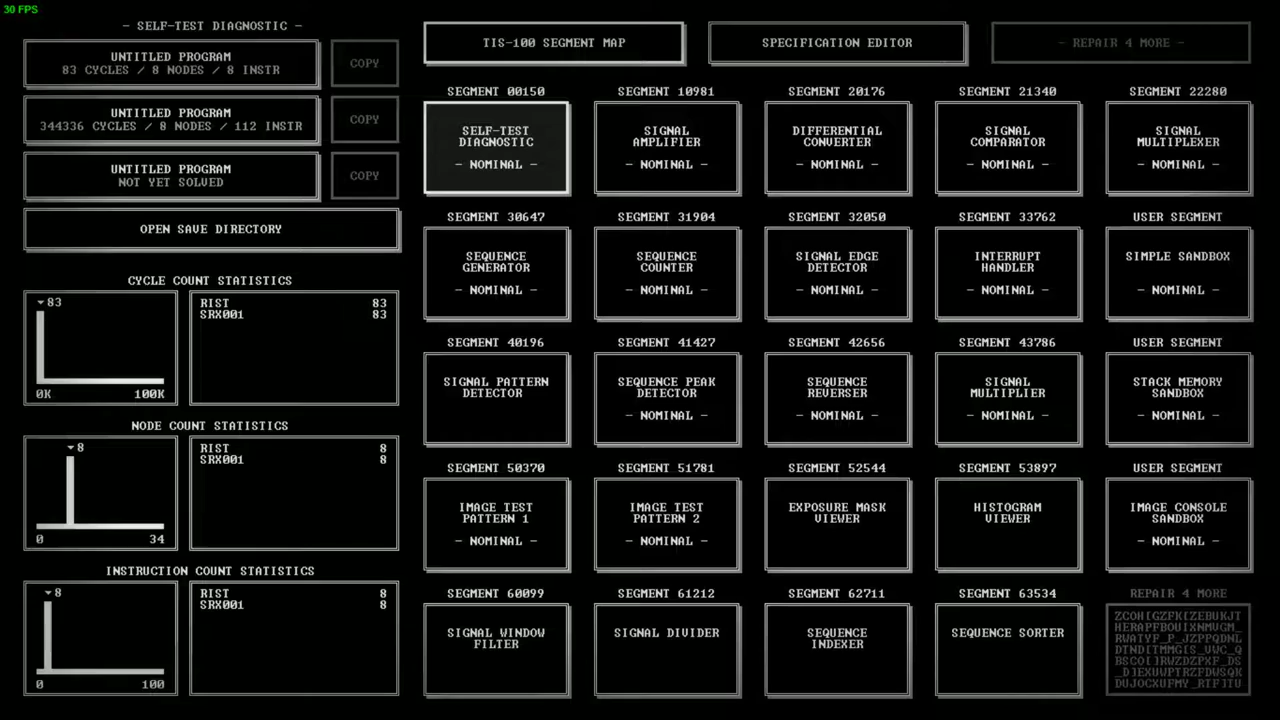 30 FPS
- SELF-TEST DIAGNOSTIC -
UNTITLED PROGRAM
83 CYCLES / 8 NODES / 8 INSTR
COPY
UNTITLED PROGRAM
344336 CYCLES / 8 NODES / 112 INSTR
COPY
UNTITLED PROGRAM
NOT YET SOLVED
COPY
OPEN SAVE DIRECTORY
CYCLE COUNT STATISTICS
83
0K 100K
RIST 83
SRX001 83
NODE COUNT STATISTICS
8
0 34
RIST 8
SRX001 8
INSTRUCTION COUNT STATISTICS
8
0 100
RIST 8
SRX001 8
TIS-100 SEGMENT MAP
SPECIFICATION EDITOR
- REPAIR 4 MORE -
SEGMENT 00150
SELF-TEST
DIAGNOSTIC
- NOMINAL -
SEGMENT 10981
SIGNAL
AMPLIFIER
- NOMINAL -
SEGMENT 20176
DIFFERENTIAL
CONVERTER
- NOMINAL -
SEGMENT 21340
SIGNAL
COMPARATOR
- NOMINAL -
SEGMENT 22280
SIGNAL
MULTIPLEXER
- NOMINAL -
SEGMENT 30647
SEQUENCE
GENERATOR
- NOMINAL -
SEGMENT 31904
SEQUENCE
COUNTER
- NOMINAL -
SEGMENT 32050
SIGNAL EDGE
DETECTOR
- NOMINAL -
SEGMENT 33762
INTERRUPT
HANDLER
- NOMINAL -
USER SEGMENT
SIMPLE SANDBOX
- NOMINAL -
SEGMENT 40196
SIGNAL PATTERN
DETECTOR
SEGMENT 41427
SEQUENCE PEAK
DETECTOR
- NOMINAL -
SEGMENT 42656
SEQUENCE
REVERSER
- NOMINAL -
SEGMENT 43786
SIGNAL
MULTIPLIER
- NOMINAL -
USER SEGMENT
STACK MEMORY
SANDBOX
- NOMINAL -
SEGMENT 50370
IMAGE TEST
PATTERN 1
- NOMINAL -
SEGMENT 51781
IMAGE TEST
PATTERN 2
- NOMINAL -
SEGMENT 52544
EXPOSURE MASK
VIEWER
SEGMENT 53897
HISTOGRAM
VIEWER
USER SEGMENT
IMAGE CONSOLE
SANDBOX
- NOMINAL -
SEGMENT 60099
SIGNAL WINDOW
FILTER
SEGMENT 61212
SIGNAL DIVIDER
SEGMENT 62711
SEQUENCE
INDEXER
SEGMENT 63534
SEQUENCE SORTER
REPAIR 4 MORE